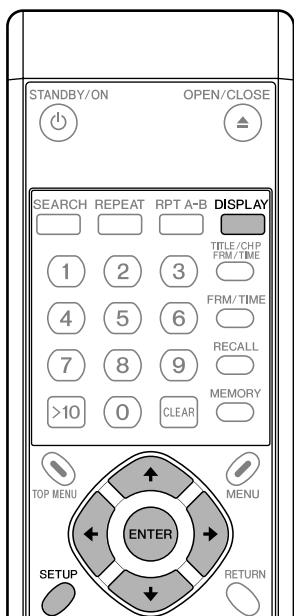 STANDBY/ON OPEN/CLOSE
SEARCH REPEAT RPT A-B DISPLAY
TITLE/CHP
FRM/TIME
1 2 3
FRM/TIME
4 5 6
RECALL
7 8 9
MEMORY
>10 0 CLEAR
TOP MENU MENU
ENTER
SETUP RETURN